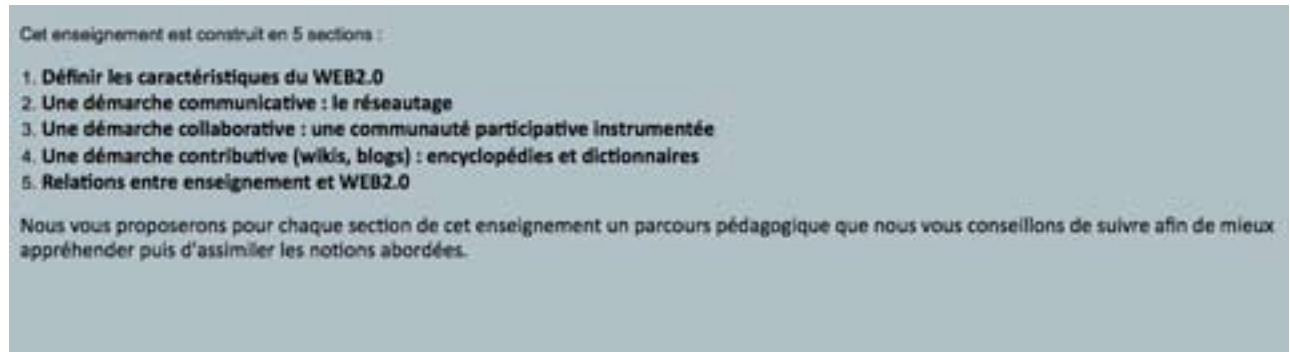 Cet enseignement est construit en 5 sections :
1. Définir les caractéristiques du WEB2.0
2. Une démarche communicative : le réseautage
3. Une démarche collaborative : une communauté participative instrumentée
4. Une démarche contributive (wikis, blogs) : encyclopédies et dictionnaires
5. Relations entre enseignement et WEB2.0
Nous vous proposerons pour chaque section de cet enseignement un parcours pédagogique que nous vous conseillons de suivre afin de mieux
appréhender puis d'assimiler les notions abordées.